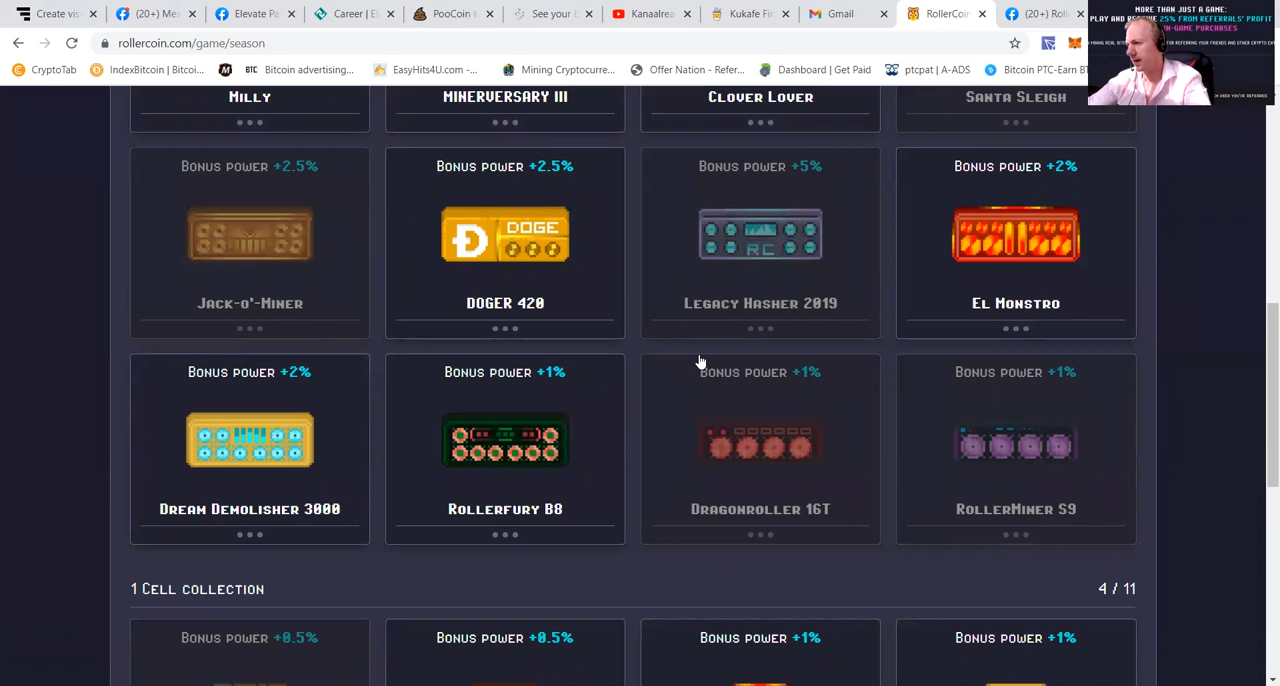 Create vis
(20+) Mes
Elevate Pa
Career | El
PooCoin
See your E
Kanaalrea
Kukafe Fi
Gmail
RollerCoin
(20+) Roll
rollercoin.com/game/season
CryptoTab
IndexBitcoin | Bitcoi...
BTC Bitcoin advertising...
EasyHits4U.com -...
Mining Cryptocurre...
Offer Nation - Refer...
Dashboard | Get Paid
ptcpat | A-ADS
Bitcoin PTC-Earn BT
MORE THAN JUST A GAME:
PLAY AND RECEIVE 25% FROM REFERRALS' PROFIT
IN-GAME PURCHASES
MILLY
MINERVERSARY III
CLOVER LOVER
SANTA SLEIGH
BONUS POWER +2.5%
BONUS POWER +2.5%
BONUS POWER +5%
BONUS POWER +2%
Ð DOGE
RC
JACK-O'-MINER
DOGER 420
LEGACY HASHER 2019
EL MONSTRO
BONUS POWER +2%
BONUS POWER +1%
BONUS POWER +1%
BONUS POWER +1%
DREAM DEMOLISHER 3000
ROLLERFURY B8
DRAGONROLLER 16T
ROLLERMINER S9
1 CELL COLLECTION
4 / 11
BONUS POWER +0.5%
BONUS POWER +0.5%
BONUS POWER +1%
BONUS POWER +1%